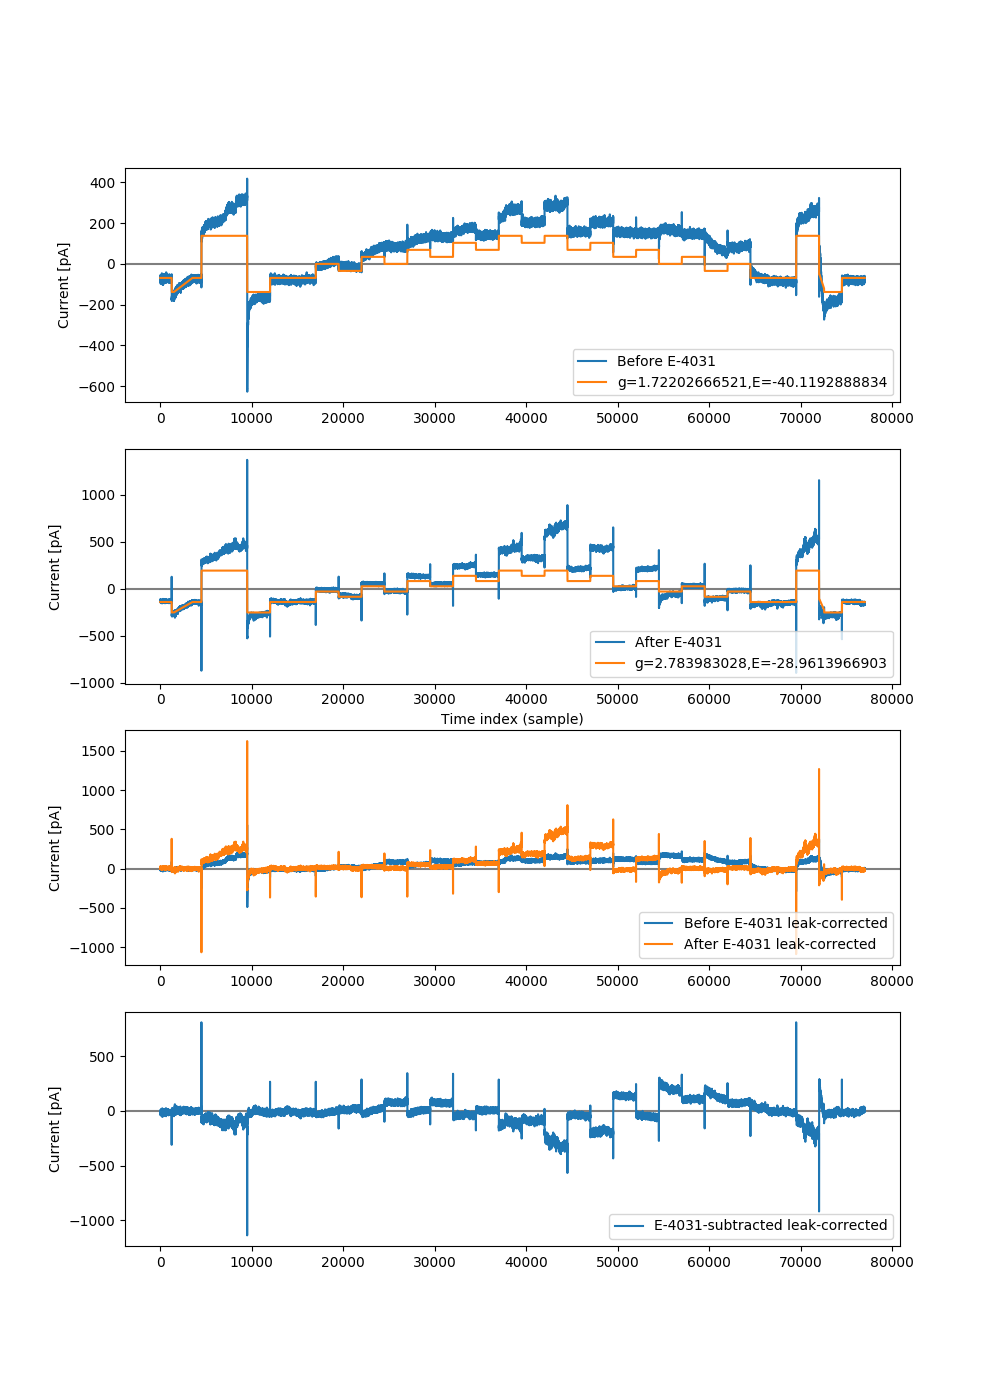 400
200
0
−200
−400
−600
Current [pA]
Before E-4031
g=1.72202666521,E=-40.1192888834
0 10000 20000 30000 40000 50000 60000 70000 80000
1000
500
0
−500
−1000
Current [pA]
After E-4031
g=2.783983028,E=-28.9613966903
0 10000 20000 30000 40000 50000 60000 70000 80000
Time index (sample)
1500
1000
500
0
−500
−1000
Current [pA]
Before E-4031 leak-corrected
After E-4031 leak-corrected
0 10000 20000 30000 40000 50000 60000 70000 80000
500
0
−500
−1000
Current [pA]
E-4031-subtracted leak-corrected
0 10000 20000 30000 40000 50000 60000 70000 80000